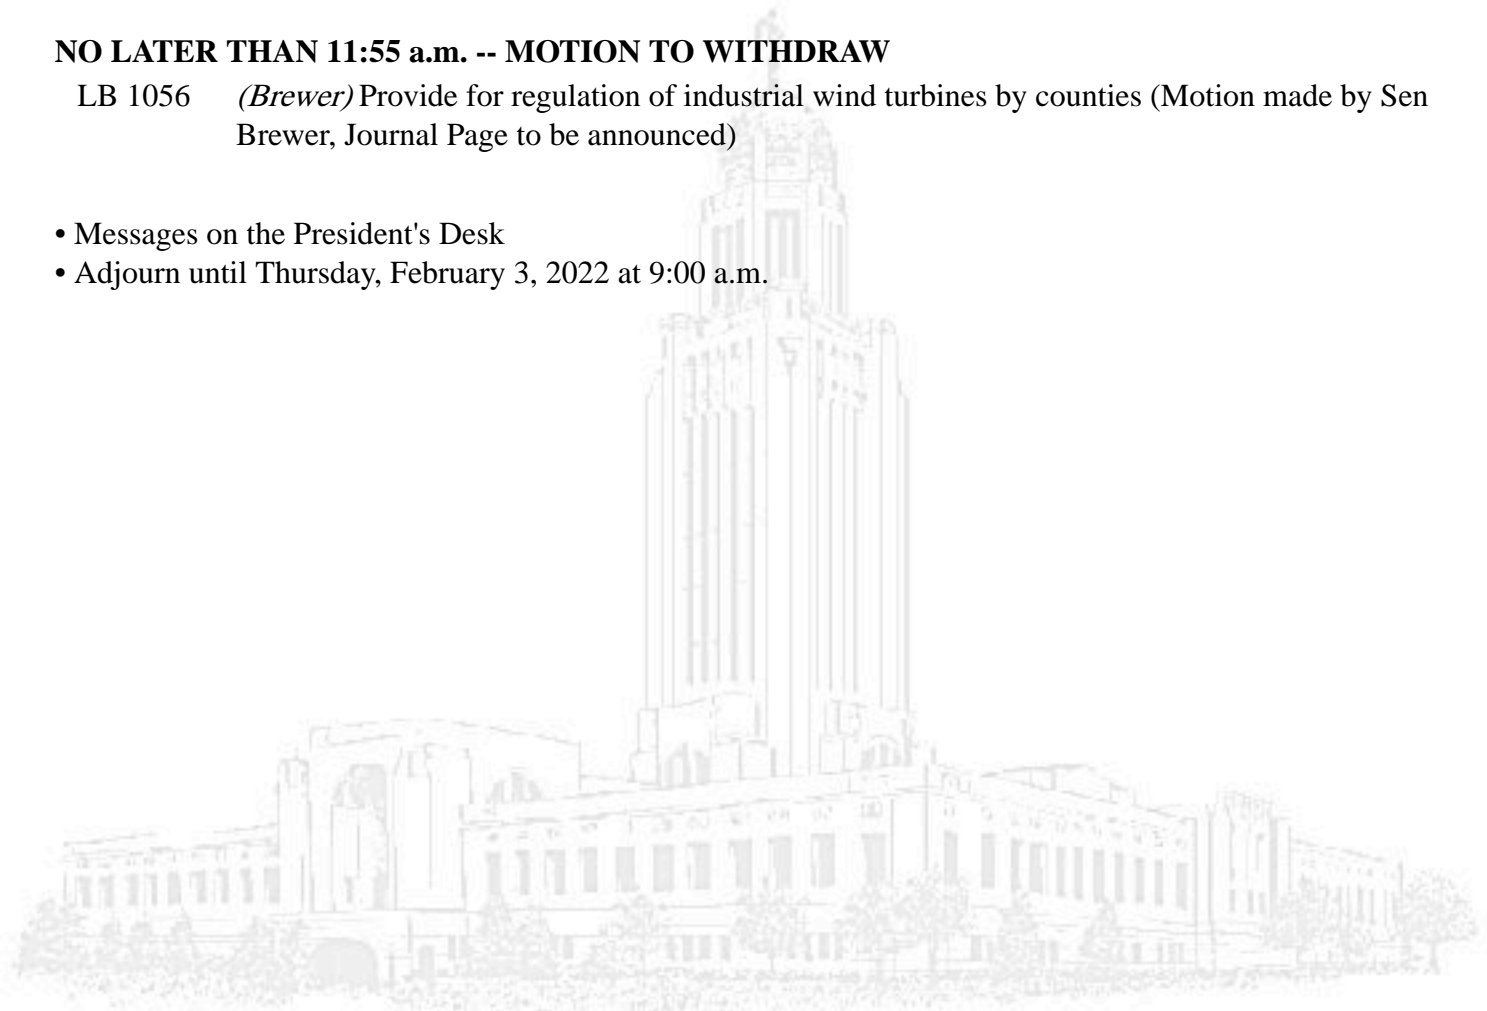 NO LATER THAN 11:55 a.m. -- MOTION TO WITHDRAW
LB 1056 (Brewer) Provide for regulation of industrial wind turbines by counties (Motion made by Sen
Brewer, Journal Page to be announced)
• Messages on the President's Desk
• Adjourn until Thursday, February 3, 2022 at 9:00 a.m.